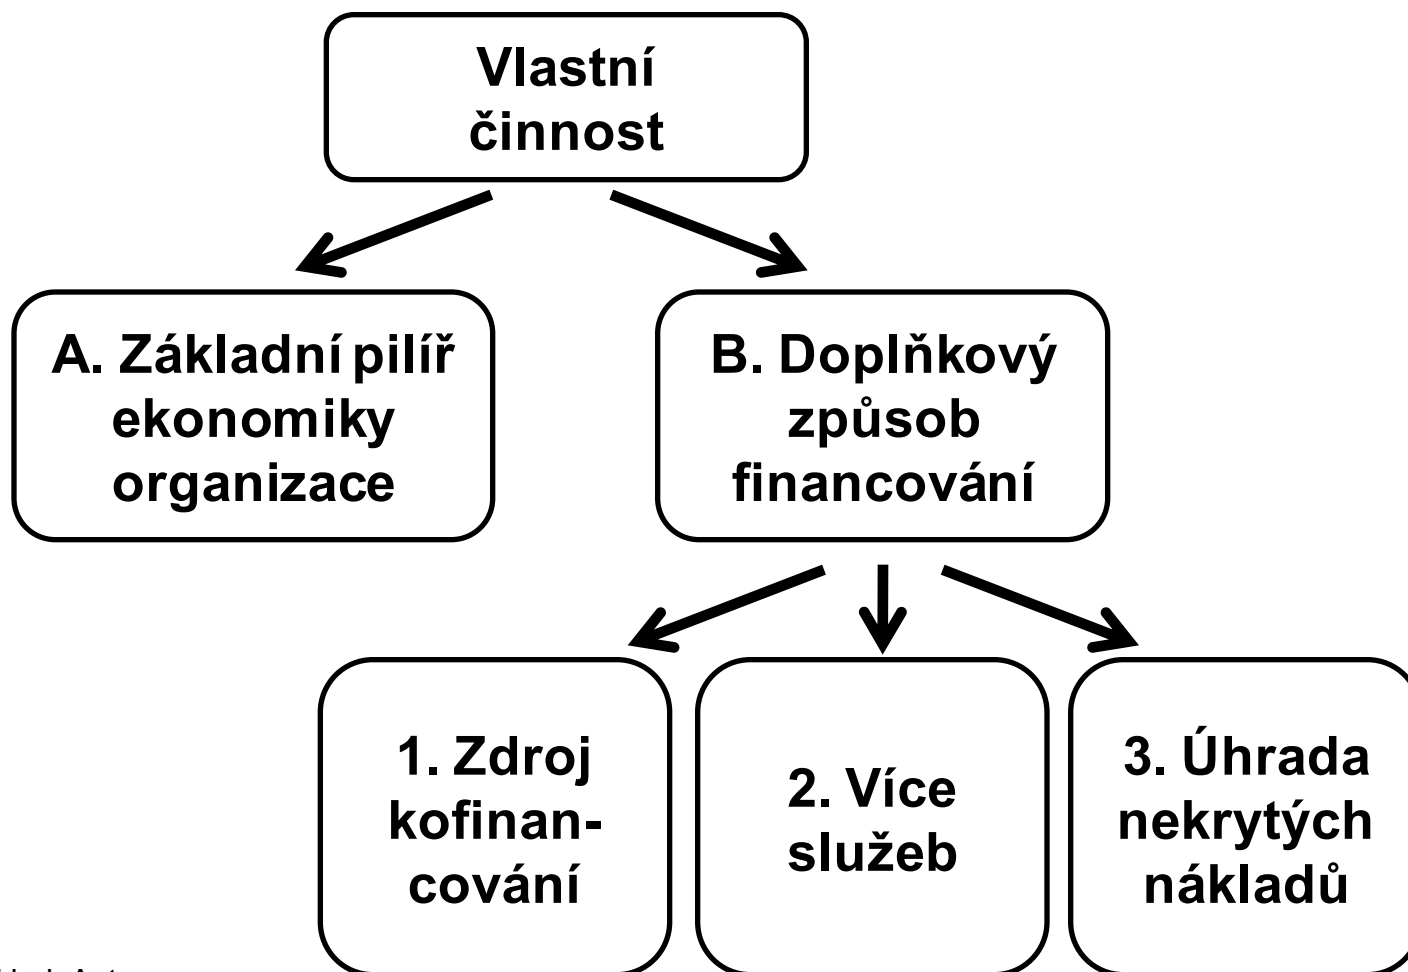 Vlastní
činnost
A. Základní pilíř
ekonomiky
organizace
B. Doplňkový
způsob
financování
1. Zdroj
kofinan-
cování
2. Více
služeb
3. Úhrada
nekrytých
nákladů